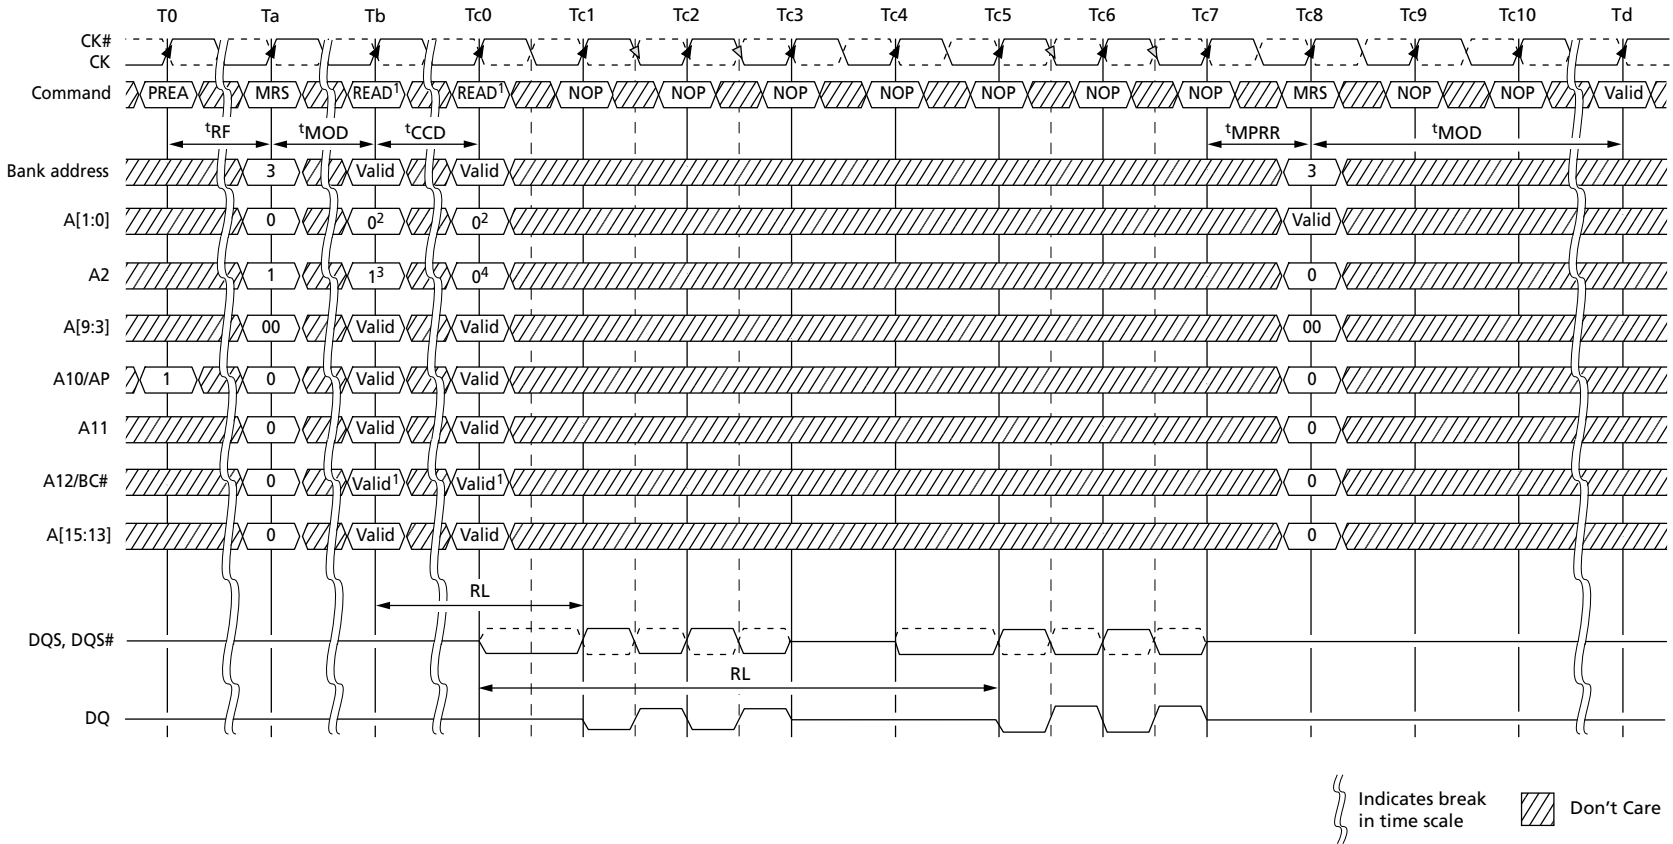 T0 Ta Tb Tc0 Tc1 Tc2 Tc3 Tc4 Tc5 Tc6 Tc7 Tc8 Tc9 Tc10 Td
CK#
CK
Command PREA MRS READ¹ READ¹ NOP NOP NOP NOP NOP NOP NOP MRS NOP NOP Valid
ᵗRF ᵗMOD ᵗCCD ᵗMPRR ᵗMOD
Bank address 3 Valid Valid 3
A[1:0] 0 0² 0² Valid
A2 1 1³ 0⁴ 0
A[9:3] 00 Valid Valid 00
A10/AP 1 0 Valid Valid 0
A11 0 Valid Valid 0
A12/BC# 0 Valid¹ Valid¹ 0
A[15:13] 0 Valid Valid 0
RL
DQS, DQS#
RL
DQ
Indicates break
in time scale
Don't Care